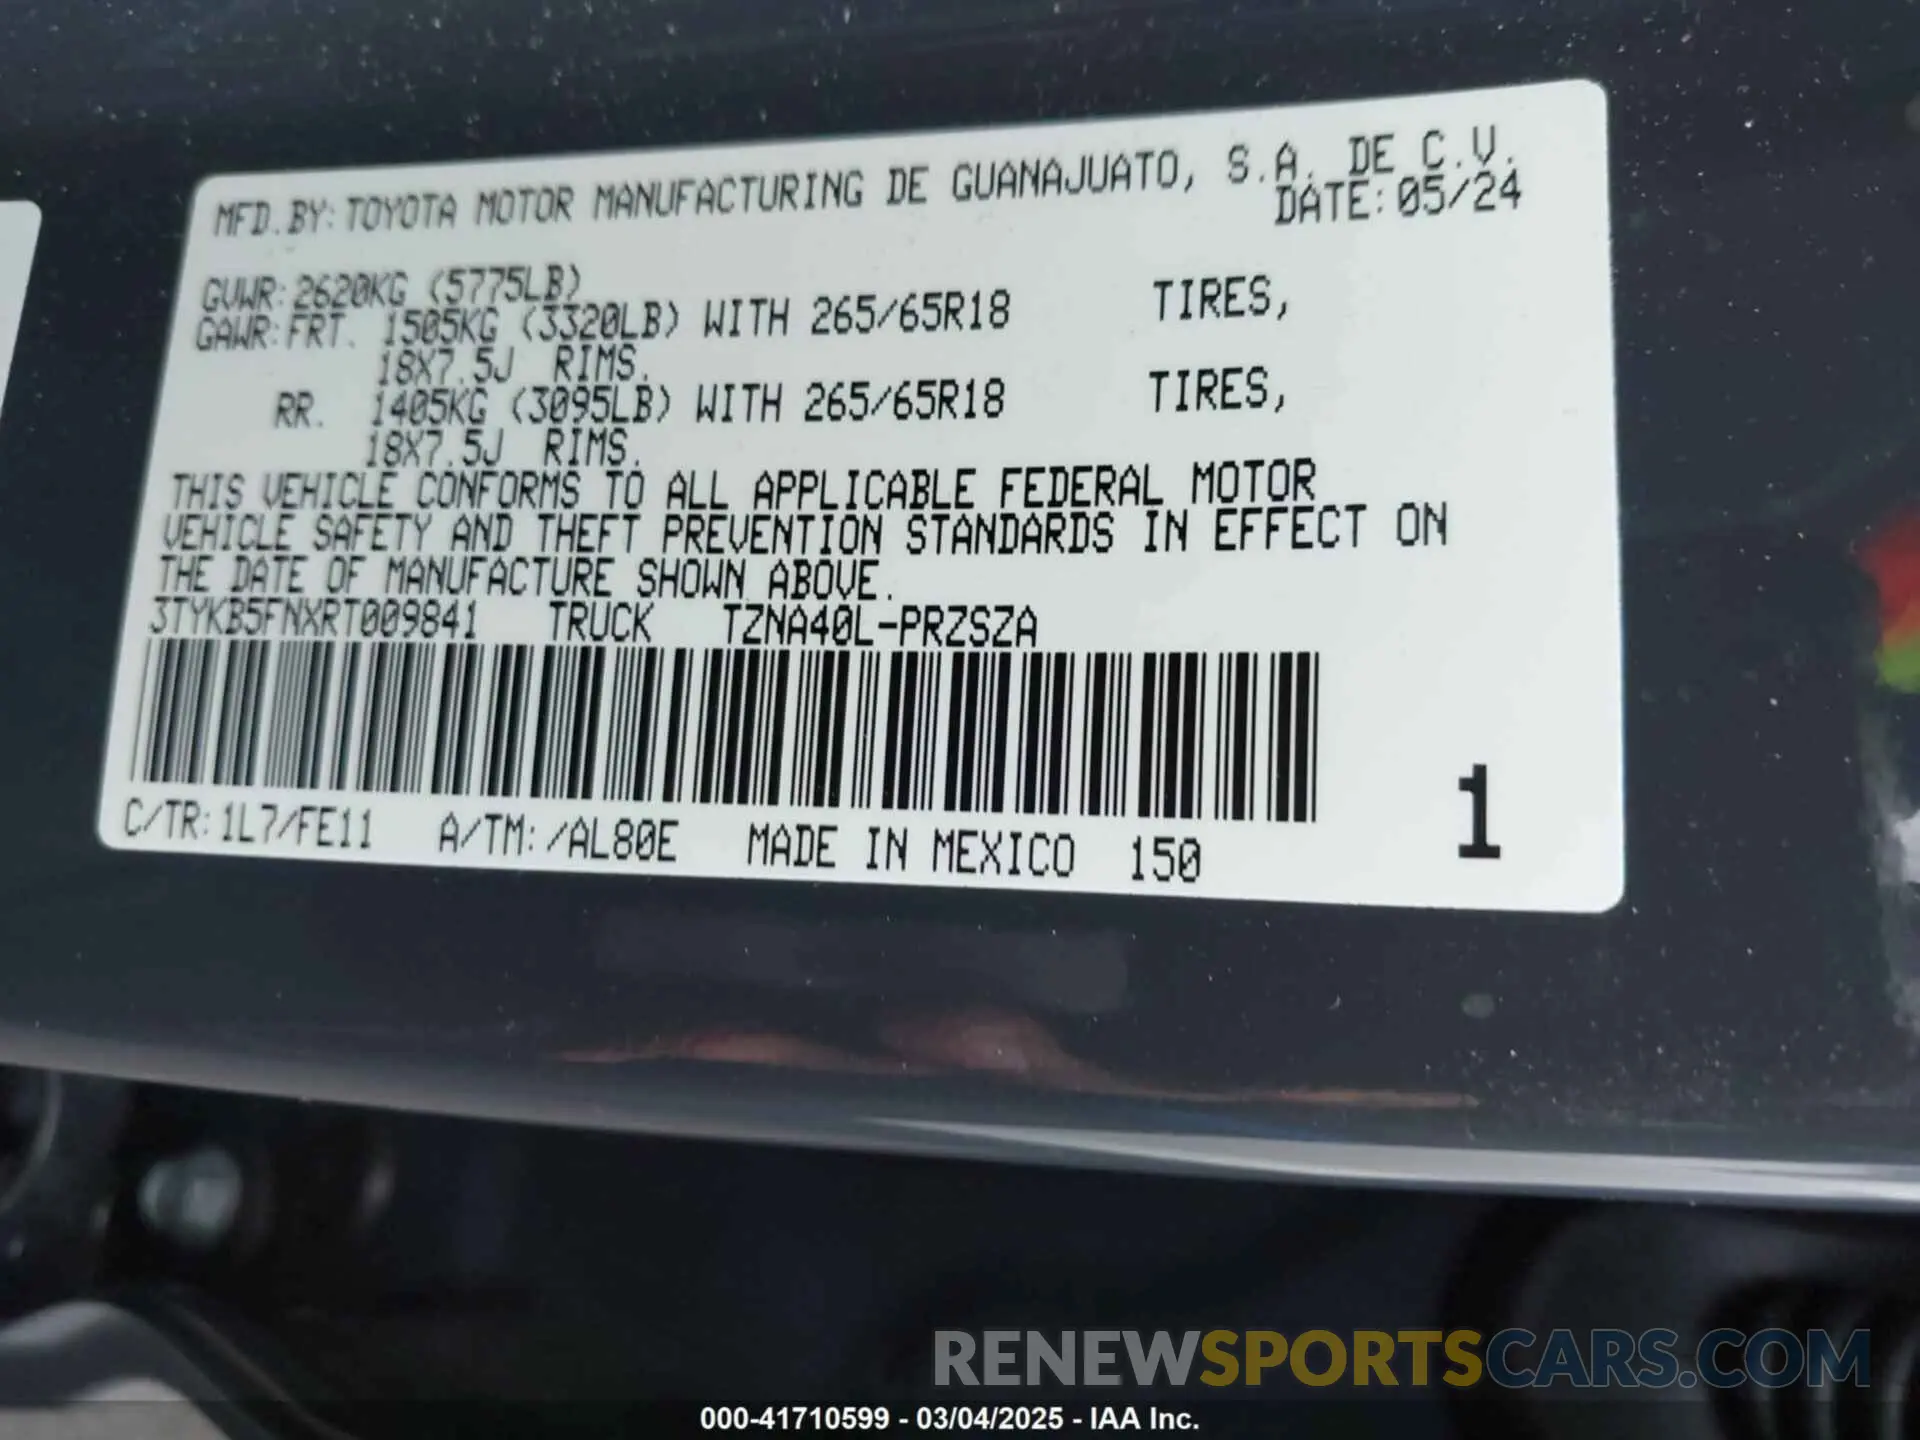 MFD.BY:TOYOTA MOTOR MANUFACTURING DE GUANAJUATO, S.A. DE C.V.
DATE:05/24
GVWR:2620KG (5775LB)
GAWR:FRT. 1505KG (3320LB) WITH 265/65R18 TIRES,
18X7.5J RIMS.
RR. 1405KG (3095LB) WITH 265/65R18 TIRES,
18X7.5J RIMS.
THIS VEHICLE CONFORMS TO ALL APPLICABLE FEDERAL MOTOR
VEHICLE SAFETY AND THEFT PREVENTION STANDARDS IN EFFECT ON
THE DATE OF MANUFACTURE SHOWN ABOVE.
3TYKB5FNXRT009841 TRUCK TZNA40L-PRZSZA
C/TR:1L7/FE11 A/TM:/AL80E MADE IN MEXICO 150
1
RENEWSPORTSCARS.COM
000-41710599 - 03/04/2025 - IAA Inc.